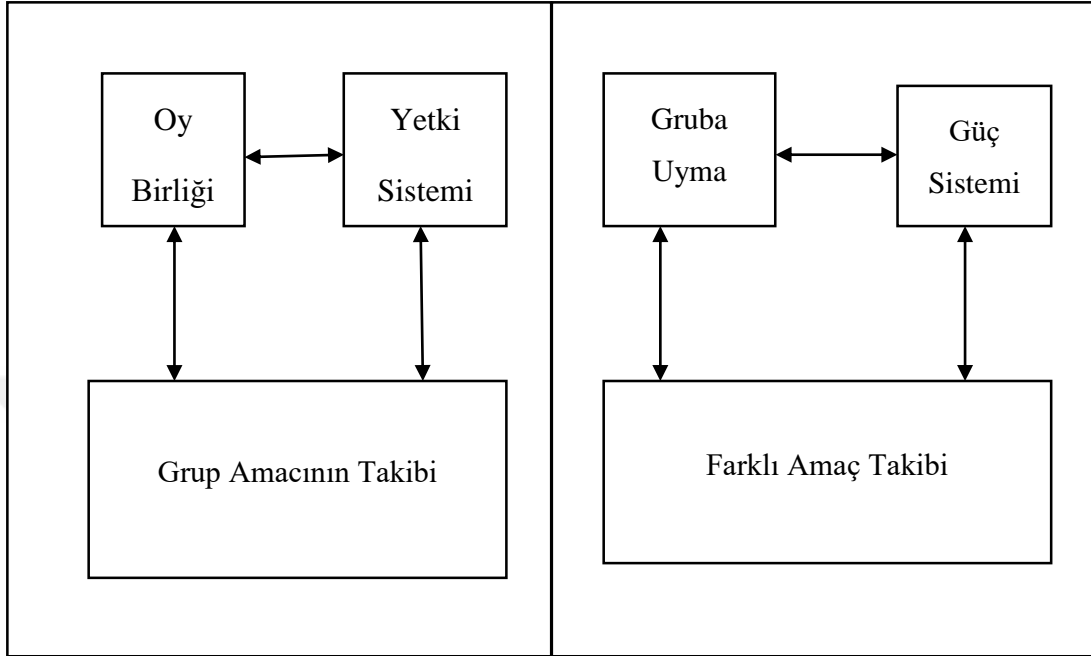 Oy
Birliği
Yetki
Sistemi
Grup Amacının Takibi
Gruba
Uyma
Güç
Sistemi
Farklı Amaç Takibi